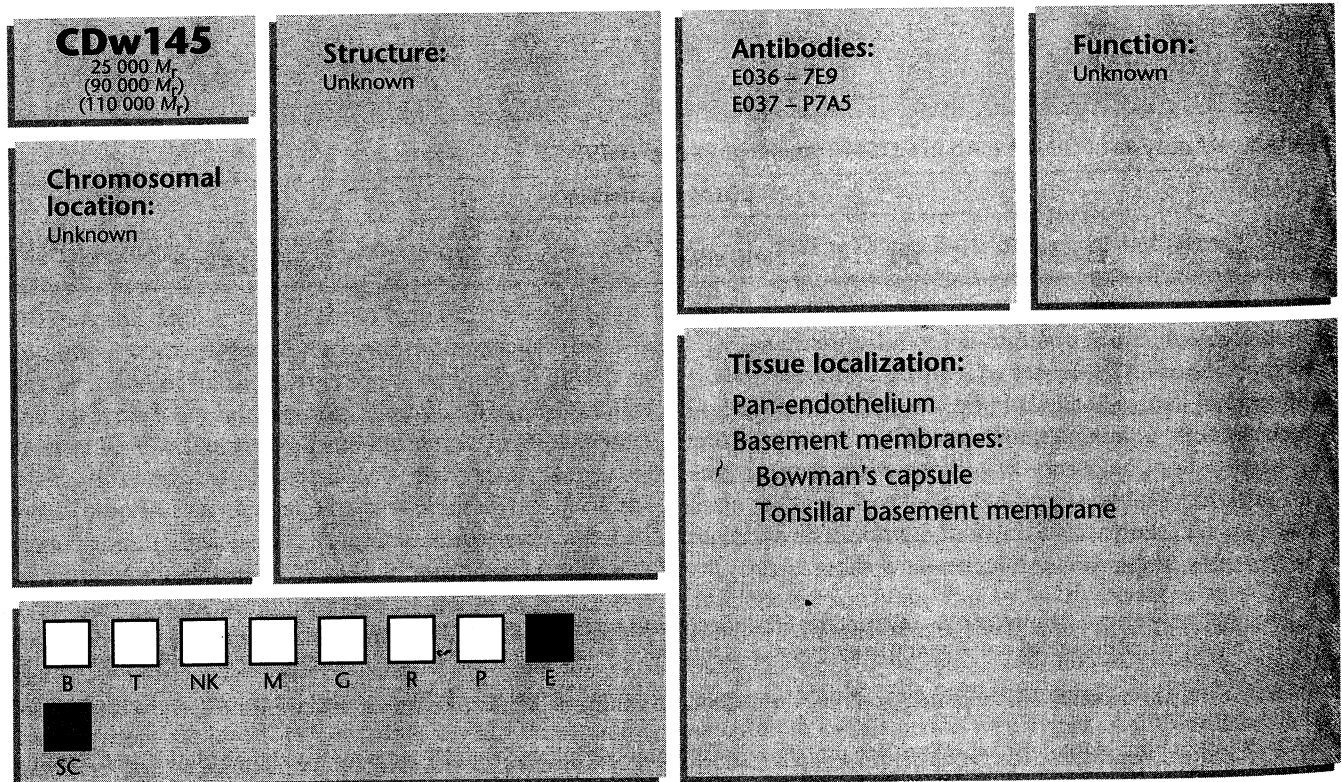 CDw145
25 000 Mr
(90 000 Mr)
(110 000 Mr)
Chromosomal
location:
Unknown
Structure:
Unknown
Antibodies:
E036 – 7E9
E037 – P7A5
Function:
Unknown
Tissue localization:
Pan-endothelium
Basement membranes:
Bowman's capsule
Tonsillar basement membrane
B T NK M G R P E
SC